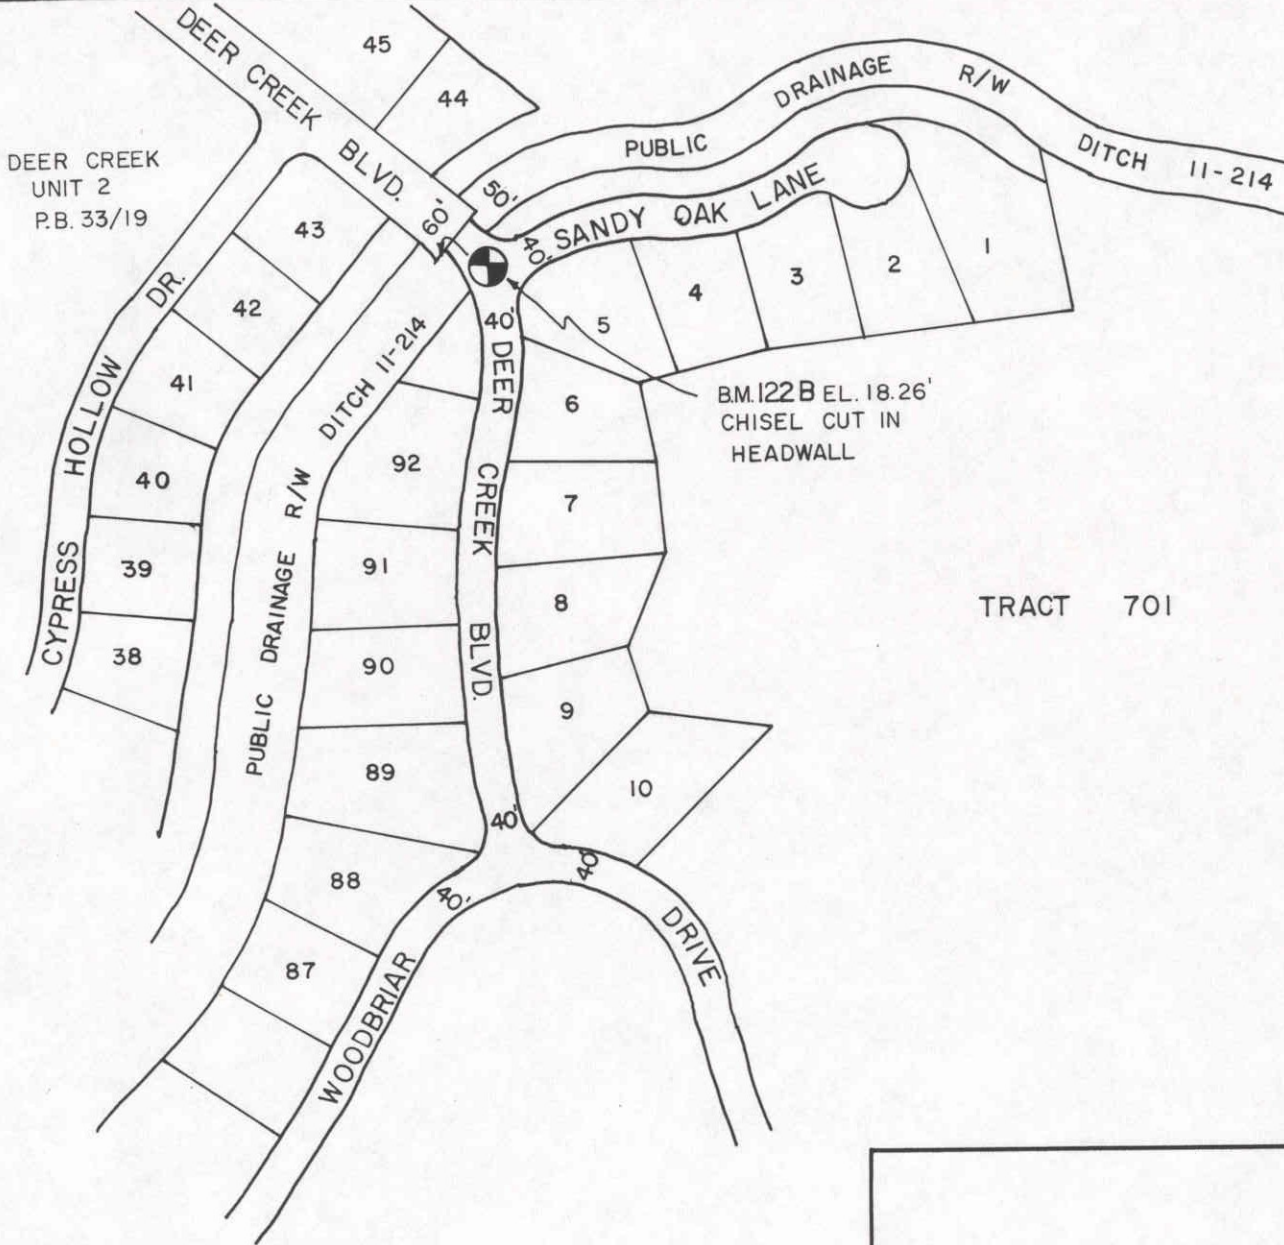 DEER CREEK BLVD.
45
44
DEER CREEK
UNIT 2
P.B. 33/19
PUBLIC DRAINAGE R/W DITCH 11-214
50'
60'
SANDY OAK LANE
40'
43
42
41
40
39
38
CYPRESS HOLLOW DR.
1
2
3
4
5
6
7
8
9
10
B.M. 122 B EL. 18.26'
CHISEL CUT IN
HEADWALL
40'
DEER CREEK BLVD.
PUBLIC DRAINAGE R/W DITCH 11-214
92
91
90
89
88
87
TRACT 701
40'
40'
40'
WOODBRIAR DRIVE